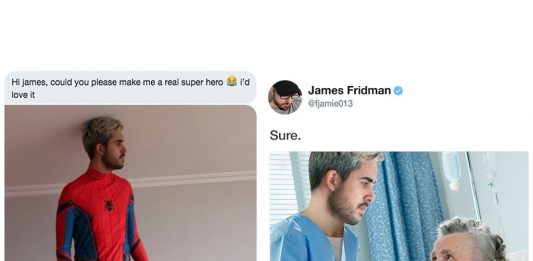 Hi james, could you please make me a real super hero 😂 i'd
love it
James Fridman
@fjamie013
Sure.